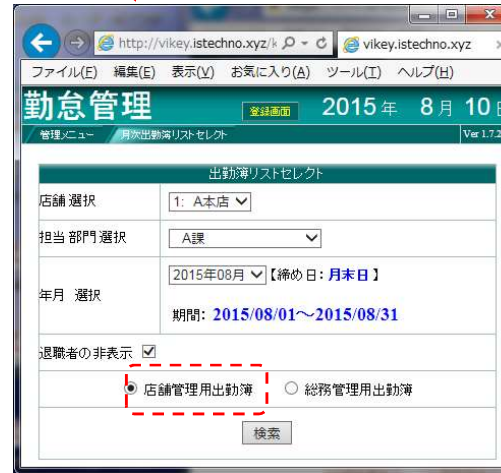 http://vikey.istechno.xyz/k
vikey.istechno.xyz
ファイル(F) 編集(E) 表示(V) お気に入り(A) ツール(T) ヘルプ(H)
勤怠管理 登録画面 2015年 8月 10日
管理メニュー 月次出勤簿リストセレクト Ver 1.7.2
出勤簿リストセレクト
店舗選択 1: A本店
担当部門選択 A課
年月 選択 2015年08月 【締め日:月末日】
期間: 2015/08/01～2015/08/31
退職者の非表示
店舗管理用出勤簿 総務管理用出勤簿
検索